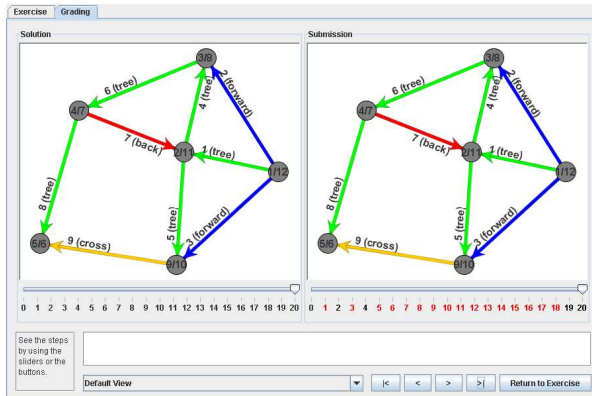 Exercise Grading
Solution
3/8
6 (tree)
2 (forward)
4/7
4 (tree)
7 (back)
2/11
1 (tree)
1/12
8 (tree)
5 (tree)
3 (forward)
5/6
9 (cross)
9/10
0 1 2 3 4 5 6 7 8 9 10 11 12 13 14 15 16 17 18 19 20
Submission
3/8
6 (tree)
2 (forward)
4/7
4 (tree)
7 (back)
2/11
1 (tree)
1/12
8 (tree)
5 (tree)
3 (forward)
5/6
9 (cross)
9/10
0 1 2 3 4 5 6 7 8 9 10 11 12 13 14 15 16 17 18 19 20
See the steps
by using the
sliders or the
buttons.
Default View
|< < > >| Return to Exercise